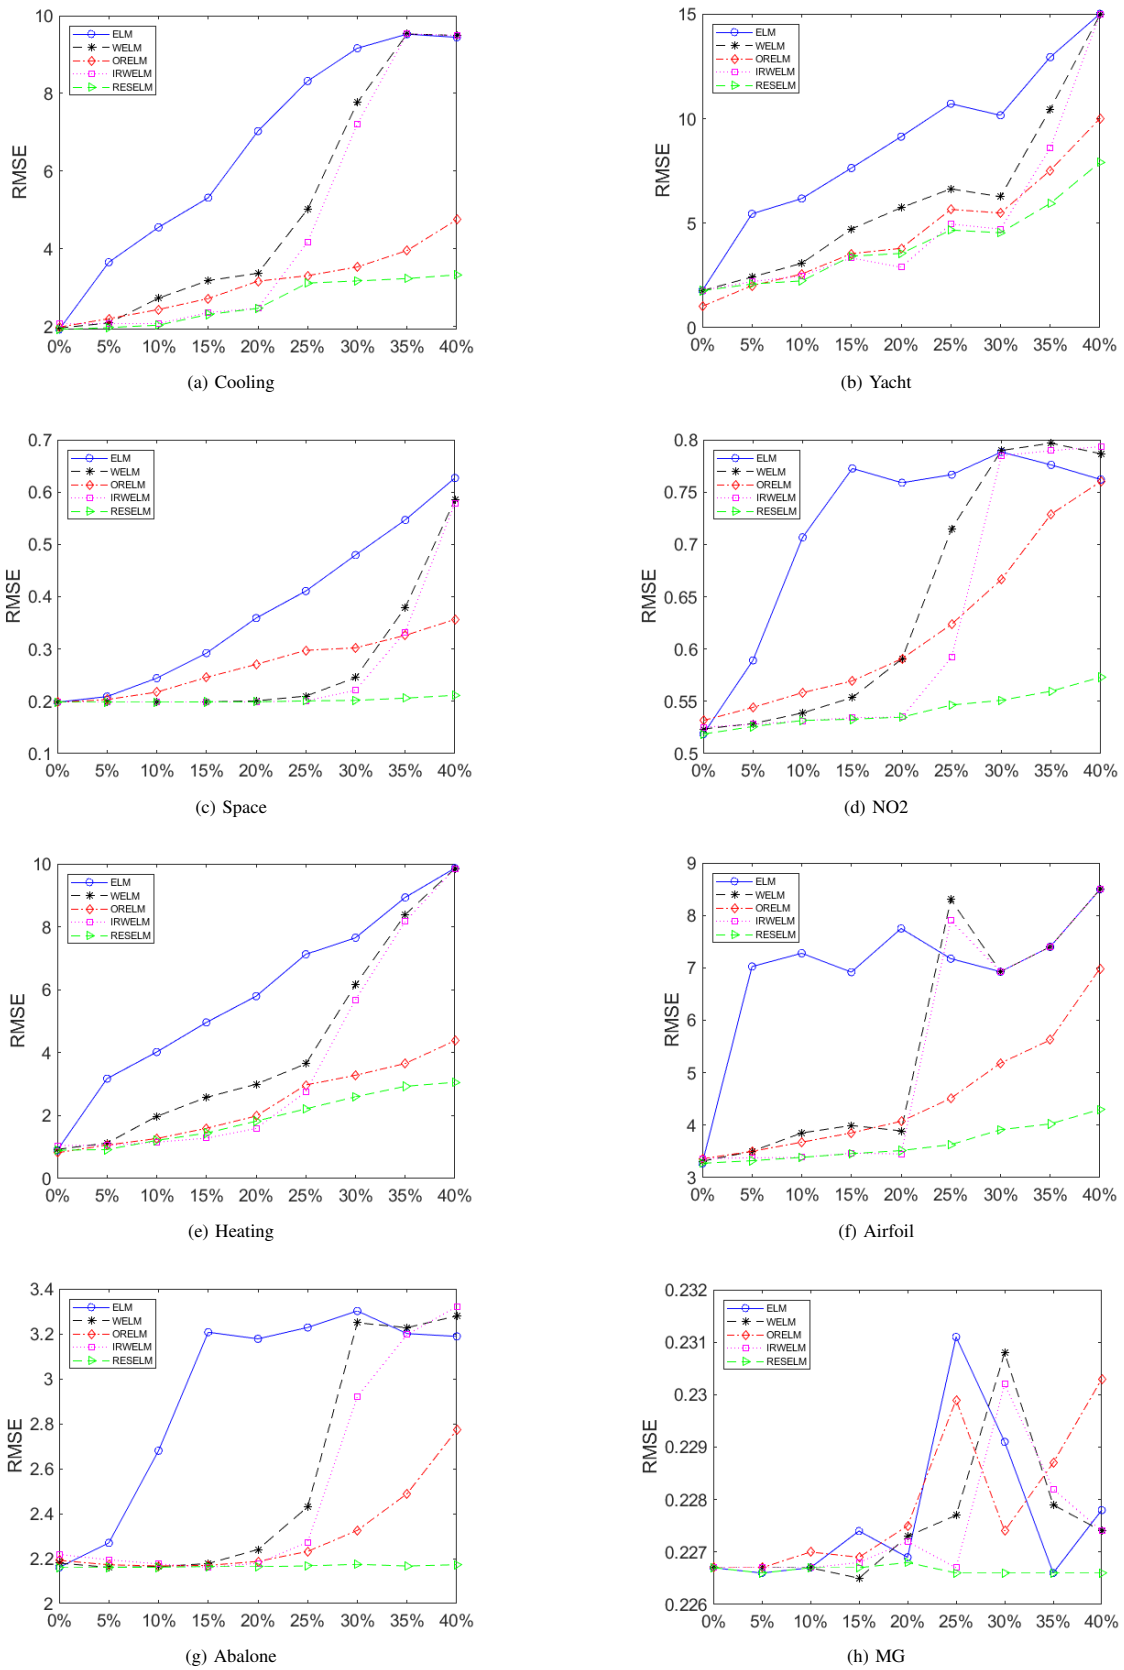 10
8
6
4
2
RMSE
ELM
WELM
ORELM
IRWELM
RESELM
0% 5% 10% 15% 20% 25% 30% 35% 40%
(a) Cooling
15
10
5
0
RMSE
ELM
WELM
ORELM
IRWELM
RESELM
0% 5% 10% 15% 20% 25% 30% 35% 40%
(b) Yacht
0.7
0.6
0.5
0.4
0.3
0.2
0.1
RMSE
ELM
WELM
ORELM
IRWELM
RESELM
0% 5% 10% 15% 20% 25% 30% 35% 40%
(c) Space
0.8
0.75
0.7
0.65
0.6
0.55
0.5
RMSE
ELM
WELM
ORELM
IRWELM
RESELM
0% 5% 10% 15% 20% 25% 30% 35% 40%
(d) NO2
10
8
6
4
2
0
RMSE
ELM
WELM
ORELM
IRWELM
RESELM
0% 5% 10% 15% 20% 25% 30% 35% 40%
(e) Heating
9
8
7
6
5
4
3
RMSE
ELM
WELM
ORELM
IRWELM
RESELM
0% 5% 10% 15% 20% 25% 30% 35% 40%
(f) Airfoil
3.4
3.2
3
2.8
2.6
2.4
2.2
2
RMSE
ELM
WELM
ORELM
IRWELM
RESELM
0% 5% 10% 15% 20% 25% 30% 35% 40%
(g) Abalone
0.232
0.231
0.23
0.229
0.228
0.227
0.226
RMSE
ELM
WELM
ORELM
IRWELM
RESELM
0% 5% 10% 15% 20% 25% 30% 35% 40%
(h) MG